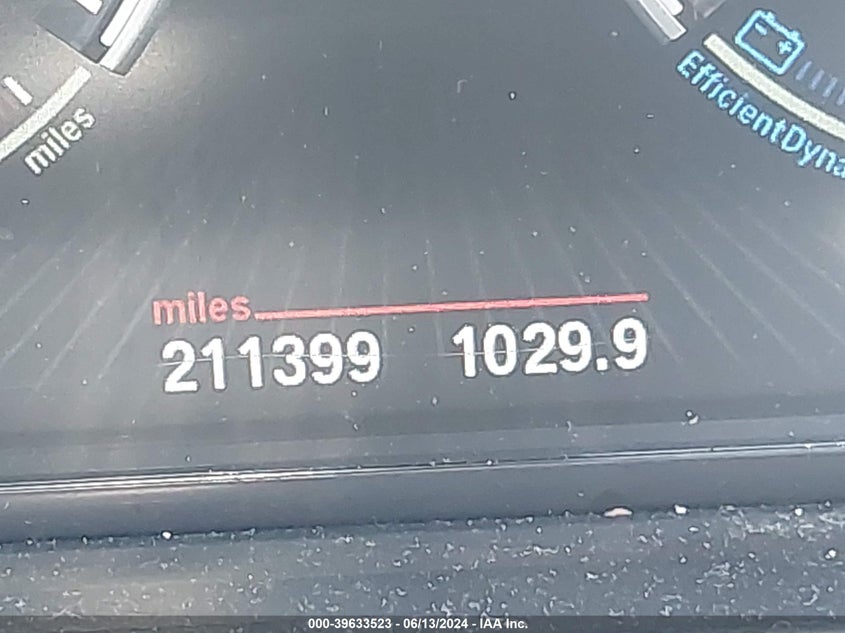 miles
EfficientDyna
miles
211399 1029.9
000-39633523 - 06/13/2024 - IAA Inc.